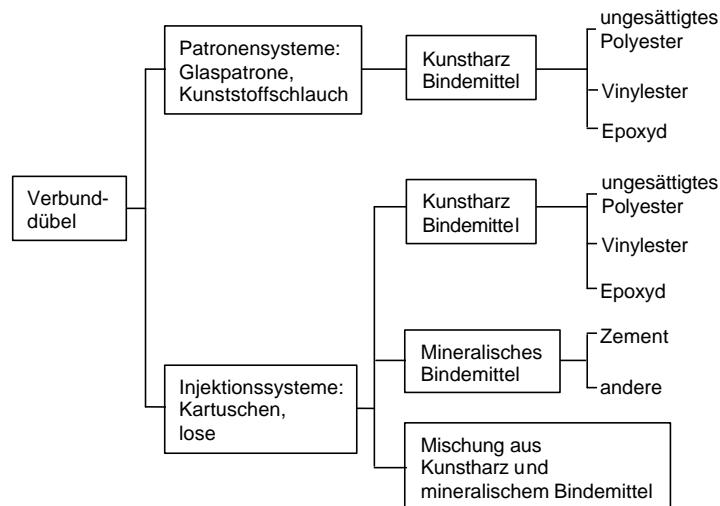 Verbund-
dübel
Patronensysteme:
Glaspatrone,
Kunststoffschlauch
Kunstharz
Bindemittel
ungesättigtes
Polyester
Vinylester
Epoxyd
Injektionssysteme:
Kartuschen,
lose
Kunstharz
Bindemittel
ungesättigtes
Polyester
Vinylester
Epoxyd
Mineralisches
Bindemittel
Zement
andere
Mischung aus
Kunstharz und
mineralischem Bindemittel